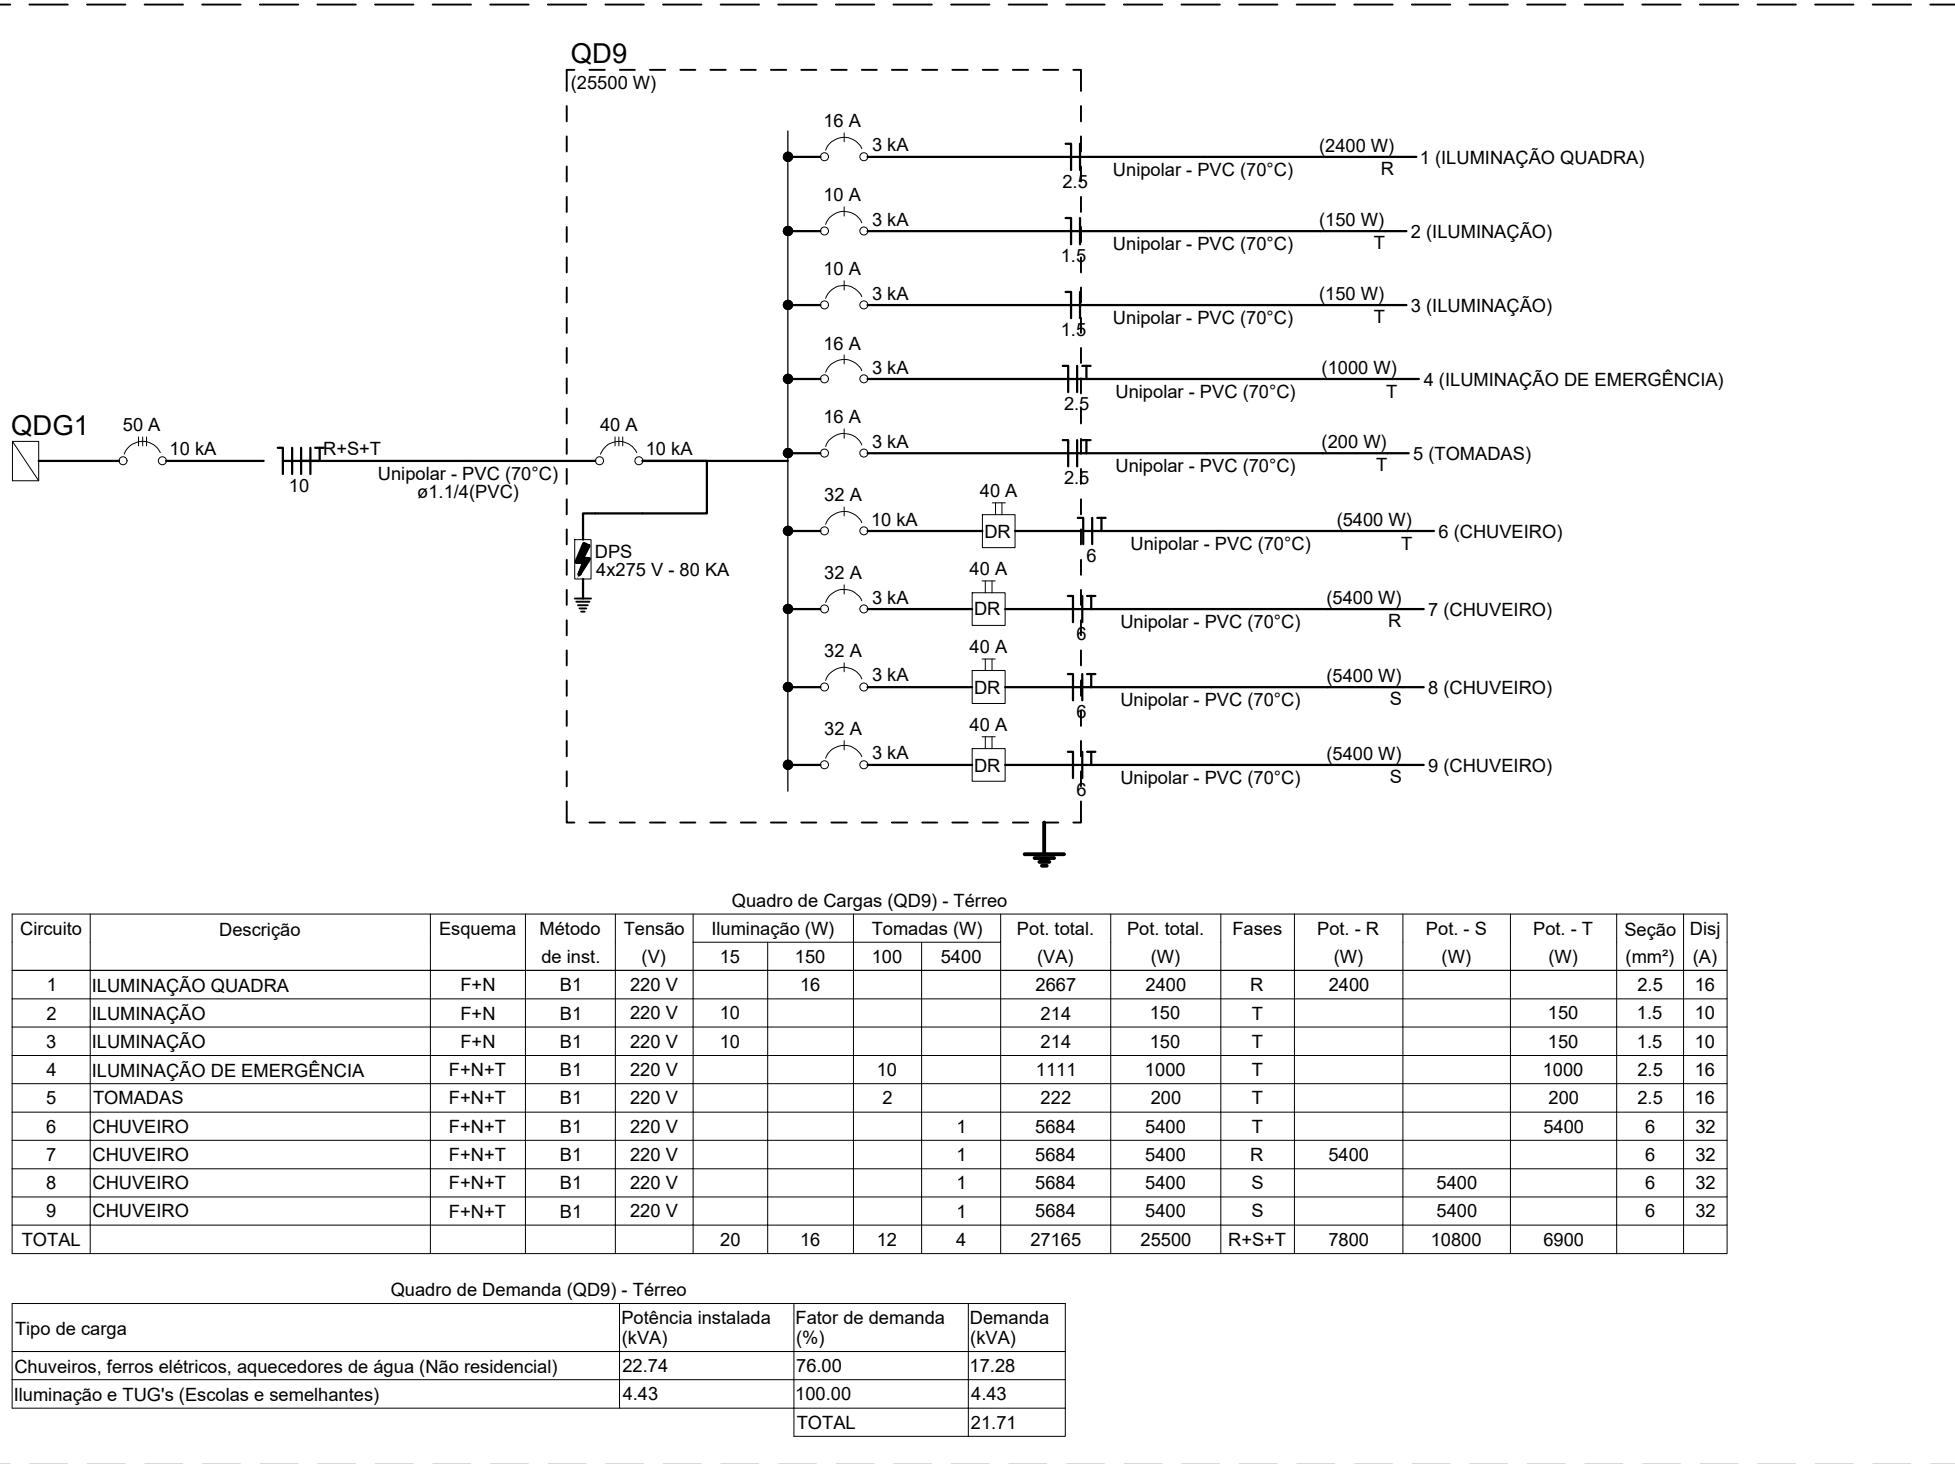 QD9
(25500 W)
16 A
3 kA
2.5
Unipolar - PVC (70°C)
(2400 W)
R
1 (ILUMINAÇÃO QUADRA)
10 A
3 kA
1.5
Unipolar - PVC (70°C)
(150 W)
T
2 (ILUMINAÇÃO)
10 A
3 kA
1.5
Unipolar - PVC (70°C)
(150 W)
T
3 (ILUMINAÇÃO)
16 A
3 kA
T
2.5
Unipolar - PVC (70°C)
(1000 W)
T
4 (ILUMINAÇÃO DE EMERGÊNCIA)
QDG1
50 A
10 kA
T
R+S+T
10
Unipolar - PVC (70°C)
ø1.1/4(PVC)
40 A
10 kA
16 A
3 kA
T
2.5
Unipolar - PVC (70°C)
(200 W)
T
5 (TOMADAS)
DPS
4x275 V - 80 KA
32 A
10 kA
40 A
DR
T
6
Unipolar - PVC (70°C)
(5400 W)
T
6 (CHUVEIRO)
32 A
3 kA
40 A
DR
T
6
Unipolar - PVC (70°C)
(5400 W)
R
7 (CHUVEIRO)
32 A
3 kA
40 A
DR
T
6
Unipolar - PVC (70°C)
(5400 W)
S
8 (CHUVEIRO)
32 A
3 kA
40 A
DR
T
6
Unipolar - PVC (70°C)
(5400 W)
S
9 (CHUVEIRO)
Quadro de Cargas (QD9) - Térreo
Circuito Descrição Esquema Método Tensão Iluminação (W) Tomadas (W) Pot. total. Pot. total. Fases Pot. - R Pot. - S Pot. - T Seção Disj
de inst. (V) 15 150 100 5400 (VA) (W) (W) (W) (W) (mm²) (A)
1 ILUMINAÇÃO QUADRA F+N B1 220 V 16 2667 2400 R 2400 2.5 16
2 ILUMINAÇÃO F+N B1 220 V 10 214 150 T 150 1.5 10
3 ILUMINAÇÃO F+N B1 220 V 10 214 150 T 150 1.5 10
4 ILUMINAÇÃO DE EMERGÊNCIA F+N+T B1 220 V 10 1111 1000 T 1000 2.5 16
5 TOMADAS F+N+T B1 220 V 2 222 200 T 200 2.5 16
6 CHUVEIRO F+N+T B1 220 V 1 5684 5400 T 5400 6 32
7 CHUVEIRO F+N+T B1 220 V 1 5684 5400 R 5400 6 32
8 CHUVEIRO F+N+T B1 220 V 1 5684 5400 S 5400 6 32
9 CHUVEIRO F+N+T B1 220 V 1 5684 5400 S 5400 6 32
TOTAL 20 16 12 4 27165 25500 R+S+T 7800 10800 6900
Quadro de Demanda (QD9) - Térreo
Tipo de carga Potência instalada Fator de demanda Demanda
(kVA) (%) (kVA)
Chuveiros, ferros elétricos, aquecedores de água (Não residencial) 22.74 76.00 17.28
Iluminação e TUG's (Escolas e semelhantes) 4.43 100.00 4.43
TOTAL 21.71